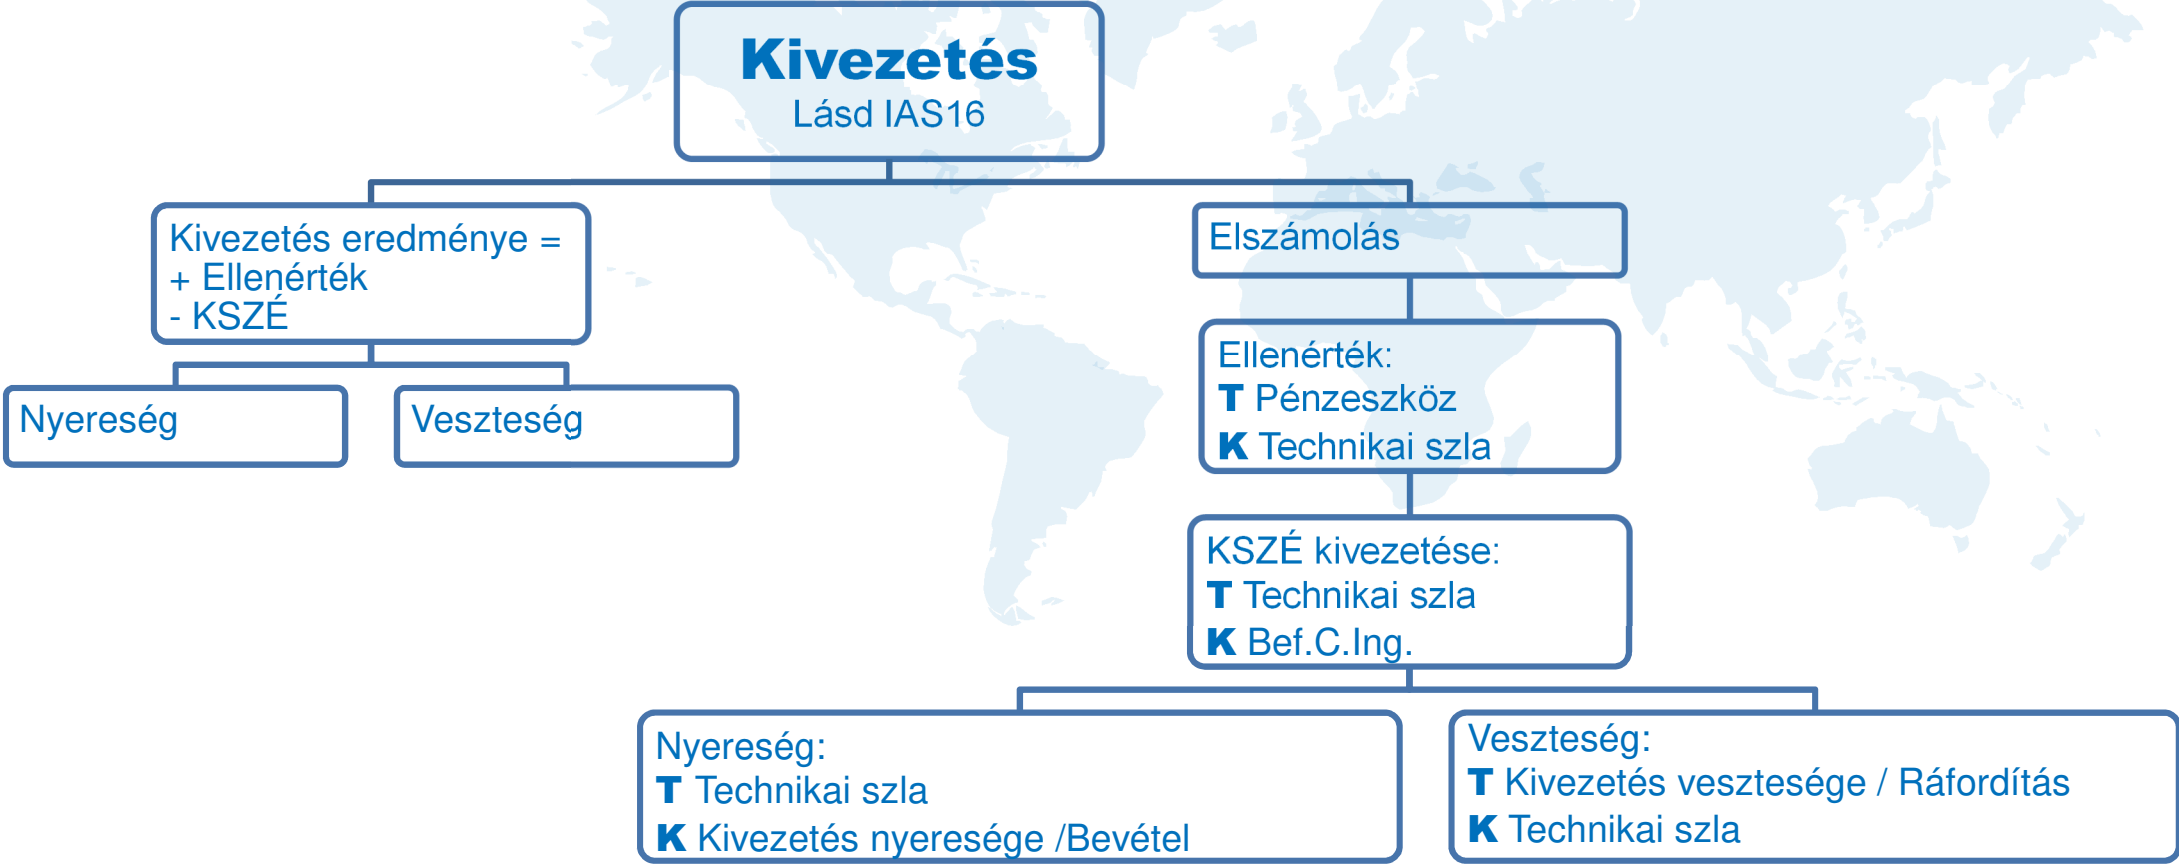 Kivezetés
Lásd IAS16
Kivezetés eredménye =
+ Ellenérték
- KSZÉ
Nyereség
Veszteség
Elszámolás
Ellenérték:
T Pénzeszköz
K Technikai szla
KSZÉ kivezetése:
T Technikai szla
K Bef.C.Ing.
Nyereség:
T Technikai szla
K Kivezetés nyeresége /Bevétel
Veszteség:
T Kivezetés vesztesége / Ráfordítás
K Technikai szla